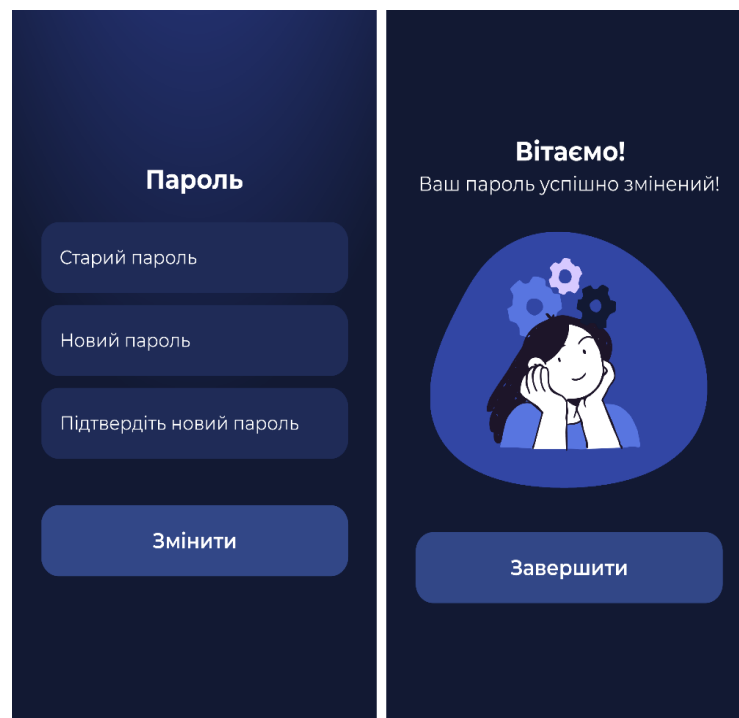 Пароль
Старий пароль
Новий пароль
Підтвердіть новий пароль
Змінити
Вітаємо!
Ваш пароль успішно змінений!
Завершити